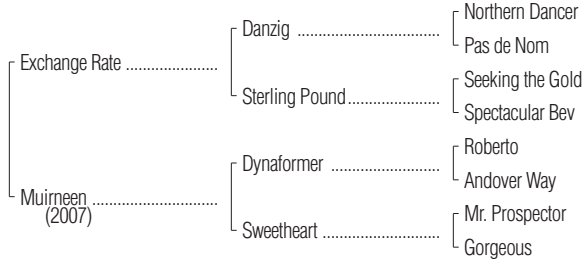 Northern Dancer
Danzig ..............................
Pas de Nom
Exchange Rate ....................
Seeking the Gold
Sterling Pound....................
Spectacular Bev
Roberto
Dynaformer .......................
Andover Way
Muirneen ...........................
(2007)
Mr. Prospector
Sweetheart .........................
Gorgeous